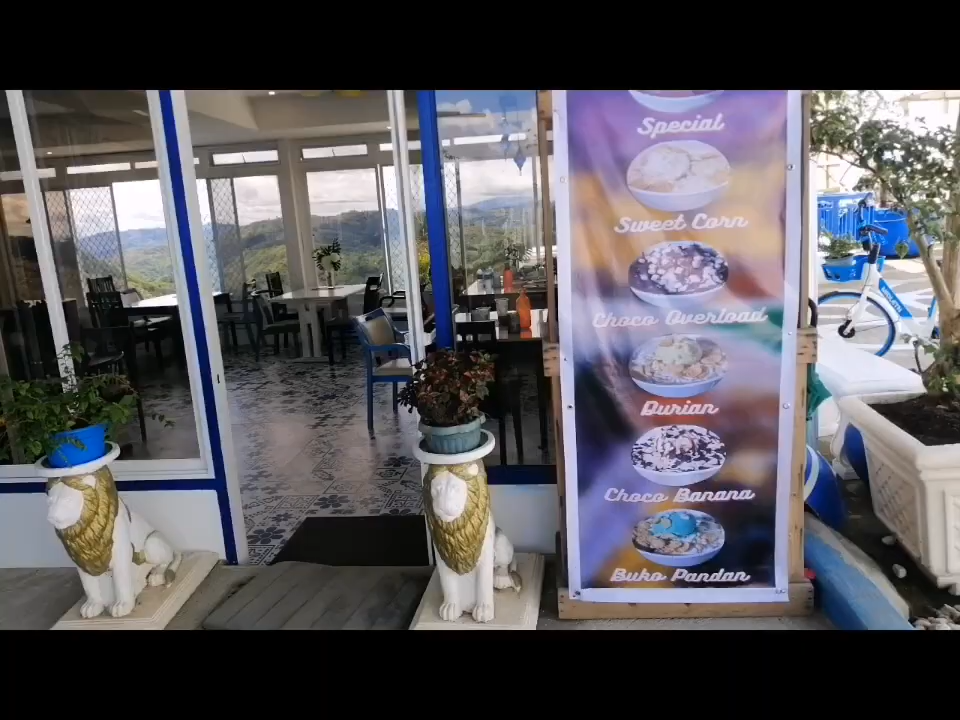 Special
Sweet Corn
Choco Overload
Durian
Choco Banana
Buko Pandan